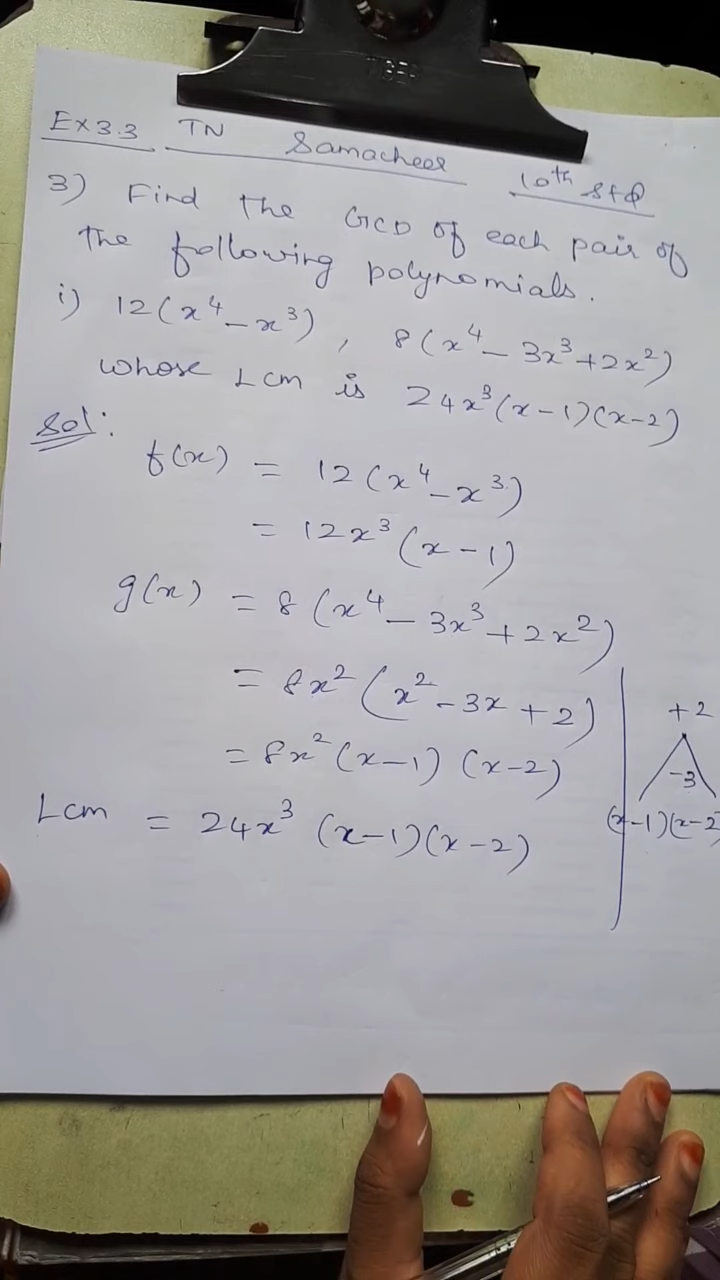 Ex 3.3 TN Samacheer 10th std
3) Find the GCD of each pair of
the following polynomials.
i) 12(x⁴ - x³), 8(x⁴ - 3x³ + 2x²)
whose Lcm is 24x³(x-1)(x-2)
Sol:
f(x) = 12(x⁴ - x³)
= 12x³(x-1)
g(x) = 8(x⁴ - 3x³ + 2x²)
= 8x²(x² - 3x + 2)
= 8x²(x-1)(x-2)
+2
-3
(x-1)(x-2)
Lcm = 24x³(x-1)(x-2)